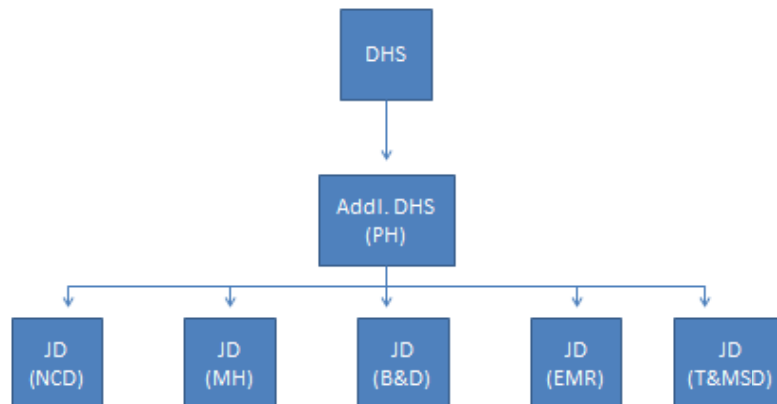 DHS
Addl. DHS
(PH)
JD
(NCD)
JD
(MH)
JD
(B&D)
JD
(EMR)
JD
(T&MSD)